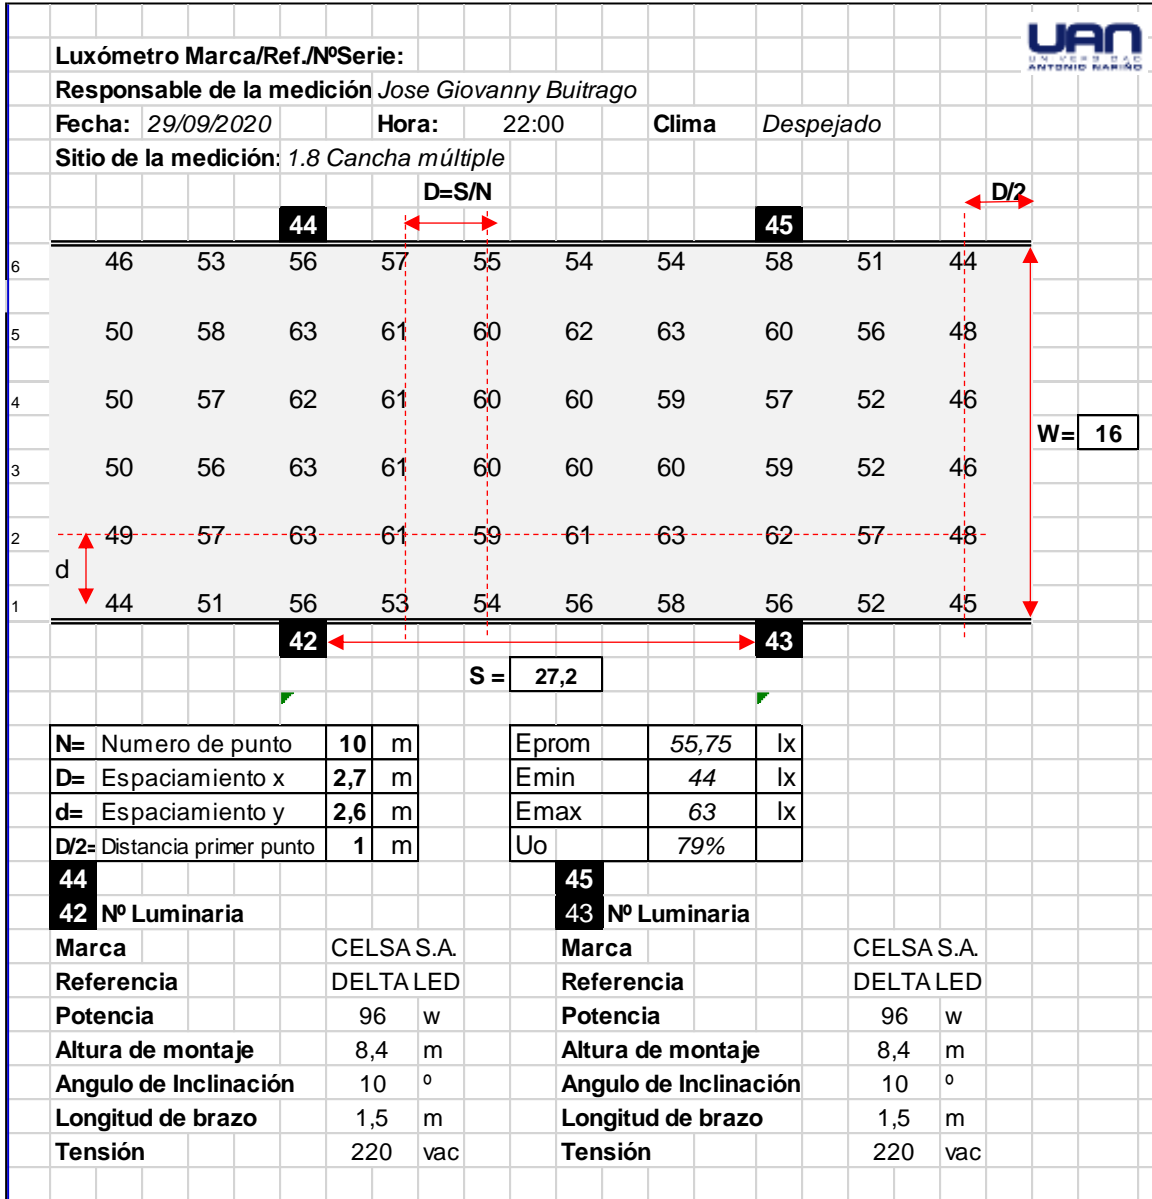 UAN
UNIVERSIDAD
ANTONIO NARIÑO
Luxómetro Marca/Ref./NºSerie:
Responsable de la medición Jose Giovanny Buitrago
Fecha: 29/09/2020 Hora: 22:00 Clima Despejado
Sitio de la medición: 1.8 Cancha múltiple
D=S/N D/2
44 45
6 46 53 56 57 55 54 54 58 51 44
5 50 58 63 61 60 62 63 60 56 48
4 50 57 62 61 60 60 59 57 52 46
W= 16
3 50 56 63 61 60 60 60 59 52 46
2 49 57 63 61 59 61 63 62 57 48
d
1 44 51 56 53 54 56 58 56 52 45
42 43
S = 27,2
N= Numero de punto 10 m Eprom 55,75 lx
D= Espaciamiento x 2,7 m Emin 44 lx
d= Espaciamiento y 2,6 m Emax 63 lx
D/2= Distancia primer punto 1 m Uo 79%
44 45
42 Nº Luminaria 43 Nº Luminaria
Marca CELSA S.A. Marca CELSA S.A.
Referencia DELTA LED Referencia DELTA LED
Potencia 96 w Potencia 96 w
Altura de montaje 8,4 m Altura de montaje 8,4 m
Angulo de Inclinación 10 º Angulo de Inclinación 10 º
Longitud de brazo 1,5 m Longitud de brazo 1,5 m
Tensión 220 vac Tensión 220 vac